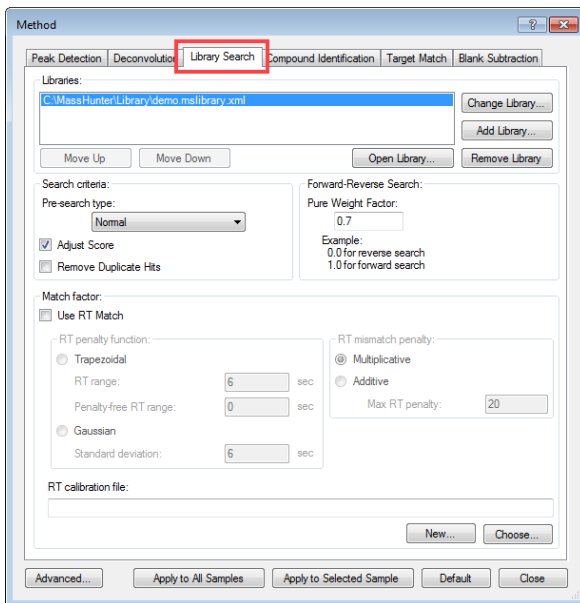 Method
Peak Detection Deconvolution Library Search Compound Identification Target Match Blank Subtraction
Libraries:
C:\MassHunter\Library\demo.mslibrary.xml
Change Library...
Add Library...
Move Up Move Down Open Library... Remove Library
Search criteria:
Pre-search type:
Normal
Adjust Score
Remove Duplicate Hits
Forward-Reverse Search:
Pure Weight Factor:
0.7
Example:
0.0 for reverse search
1.0 for forward search
Match factor:
Use RT Match
RT penalty function:
Trapezoidal
RT range: 6 sec
Penalty-free RT range: 0 sec
Gaussian
Standard deviation: 6 sec
RT mismatch penalty:
Multiplicative
Additive
Max RT penalty: 20
RT calibration file:
New... Choose...
Advanced... Apply to All Samples Apply to Selected Sample Default Close